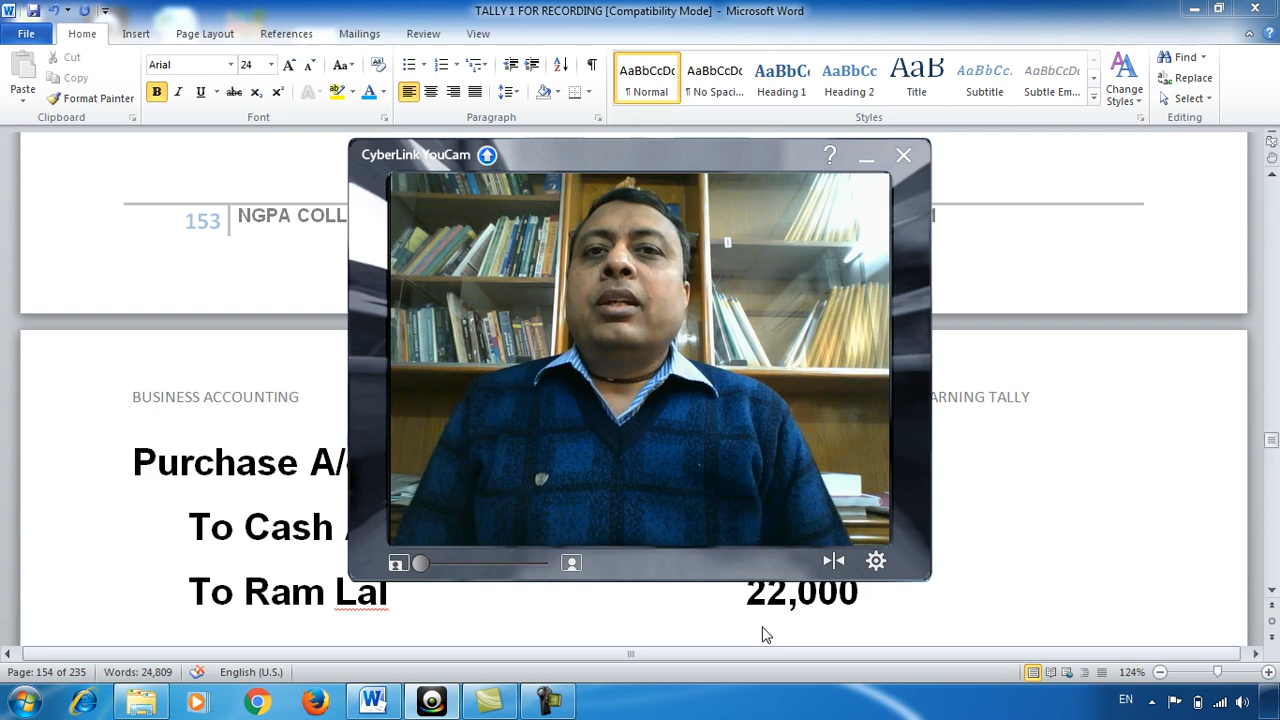 TALLY 1 FOR RECORDING [Compatibility Mode] - Microsoft Word
File Home Insert Page Layout References Mailings Review View
Paste
Cut
Copy
Format Painter
Clipboard
Arial 24
Font
Paragraph
AaBbCcDc AaBbCcDc AaBbCc AaBbCc AaB AaBbCc. AaBbCcDc
¶ Normal ¶ No Spaci... Heading 1 Heading 2 Title Subtitle Subtle Em...
Change Styles
Styles
Find
Replace
Select
Editing
CyberLink YouCam
153 NGPA COLL
BUSINESS ACCOUNTING
ARNING TALLY
Purchase A/
To Cash
To Ram Lal 22,000
Page: 154 of 235 Words: 24,809 English (U.S.) 124%
EN